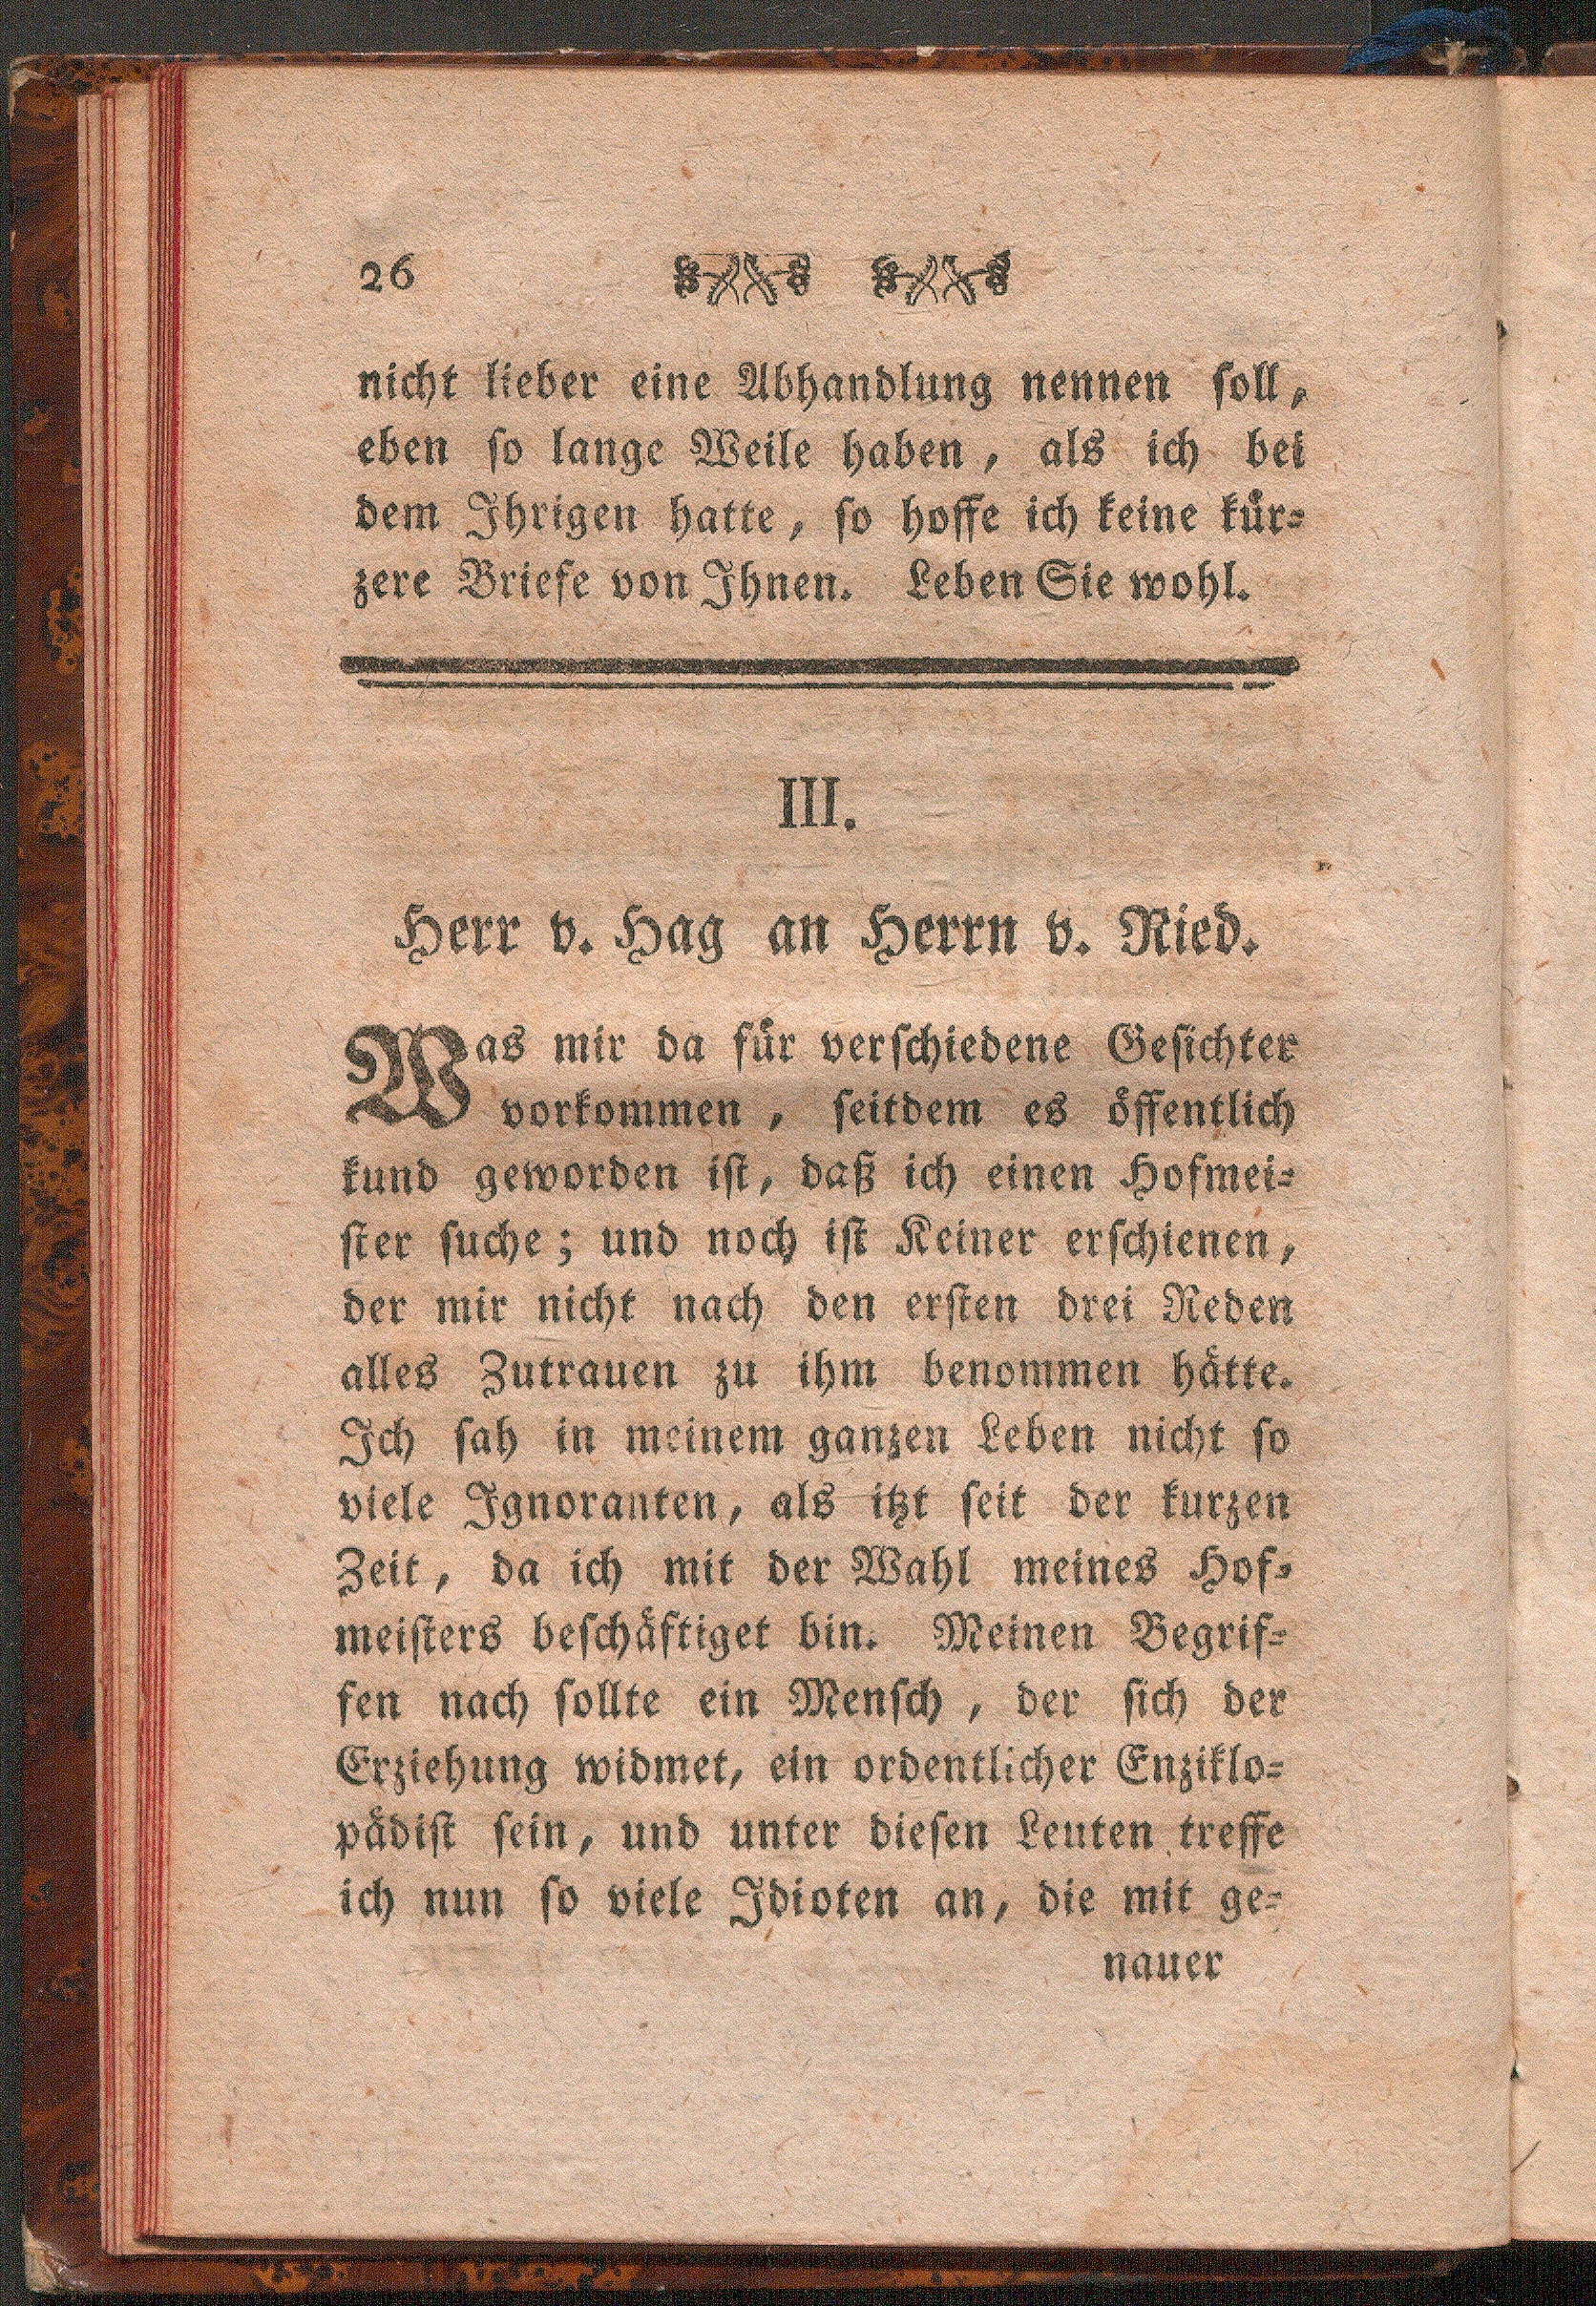 26
nicht lieber eine Abhandlung nennen ſoll,
eben ſo lange Weile haben, als ich bei
dem Ihrigen hatte, ſo hoffe ich keine kür⸗
zere Briefe von Ihnen. Leben Sie wohl.
III.
Herr v. Hag an Herrn v. Ried.
Was mir da für verſchiedene Geſichter
vorkommen, ſeitdem es öffentlich
kund geworden iſt, daß ich einen Hofmei⸗
ſter ſuche; und noch iſt Keiner erſchienen,
der mir nicht nach den erſten drei Reden
alles Zutrauen zu ihm benommen hätte.
Ich ſah in meinem ganzen Leben nicht ſo
viele Ignoranten, als itzt ſeit der kurzen
Zeit, da ich mit der Wahl meines Hof⸗
meiſters beſchäftiget bin. Meinen Begrif⸗
fen nach ſollte ein Menſch, der ſich der
Erziehung widmet, ein ordentlicher Enziklo⸗
pädiſt ſein, und unter dieſen Leuten treffe
ich nun ſo viele Idioten an, die mit ge⸗
nauer